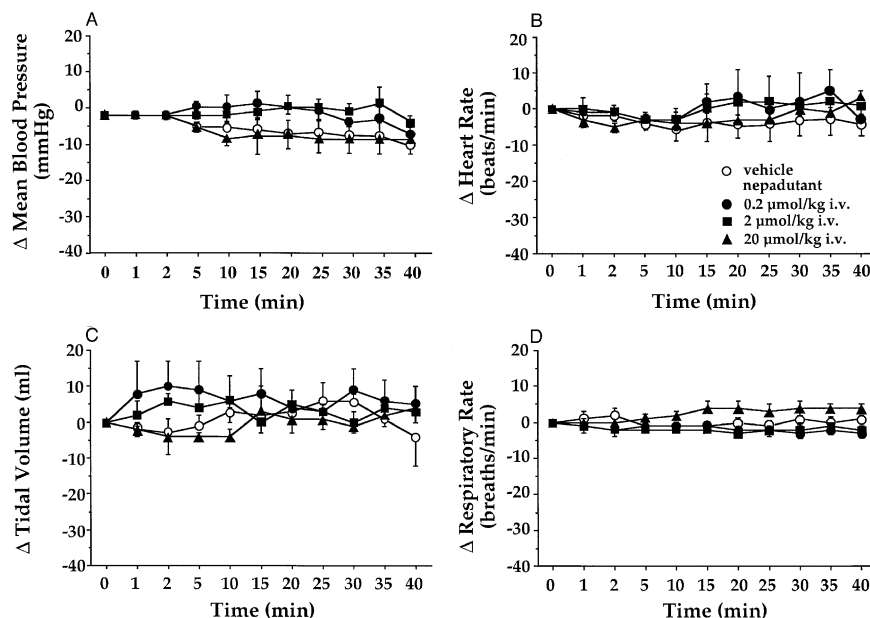 A
Δ Mean Blood Pressure
(mmHg)
20
10
0
-10
-20
-30
-40
0 1 2 5 10 15 20 25 30 35 40
Time (min)
B
Δ Heart Rate
(beats/min)
20
10
0
-10
-20
-30
-40
vehicle
nepadutant
0.2 µmol/kg i.v.
2 µmol/kg i.v.
20 µmol/kg i.v.
0 1 2 5 10 15 20 25 30 35 40
Time (min)
C
Δ Tidal Volume (ml)
20
10
0
-10
-20
-30
-40
0 1 2 5 10 15 20 25 30 35 40
Time (min)
D
Δ Respiratory Rate
(breaths/min)
20
10
0
-10
-20
-30
-40
0 1 2 5 10 15 20 25 30 35 40
Time (min)